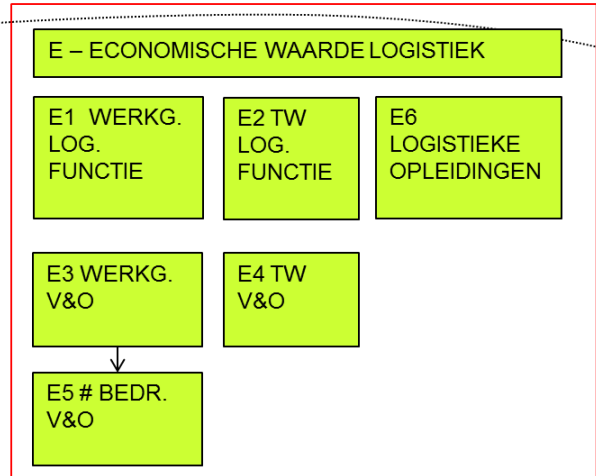 E – ECONOMISCHE WAARDE LOGISTIEK
E1 WERKG.
LOG.
FUNCTIE
E2 TW
LOG.
FUNCTIE
E6
LOGISTIEKE
OPLEIDINGEN
E3 WERKG.
V&O
E4 TW
V&O
E5 # BEDR.
V&O